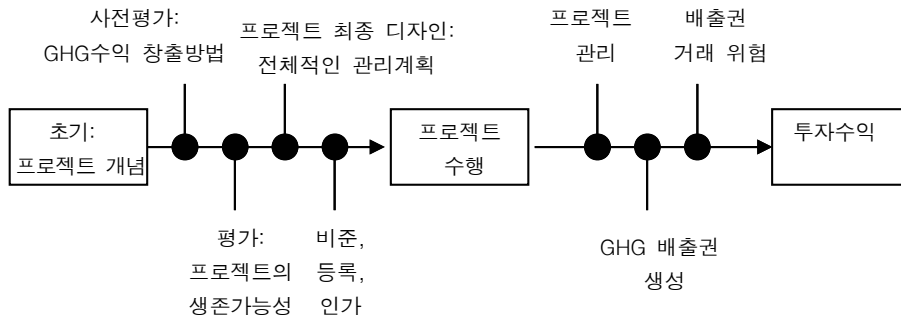 사전평가:
GHG수익 창출방법
프로젝트 최종 디자인:
전체적인 관리계획
프로젝트
관리
배출권
거래 위험
초기:
프로젝트 개념
프로젝트
수행
투자수익
평가:
프로젝트의
생존가능성
비준,
등록,
인가
GHG 배출권
생성